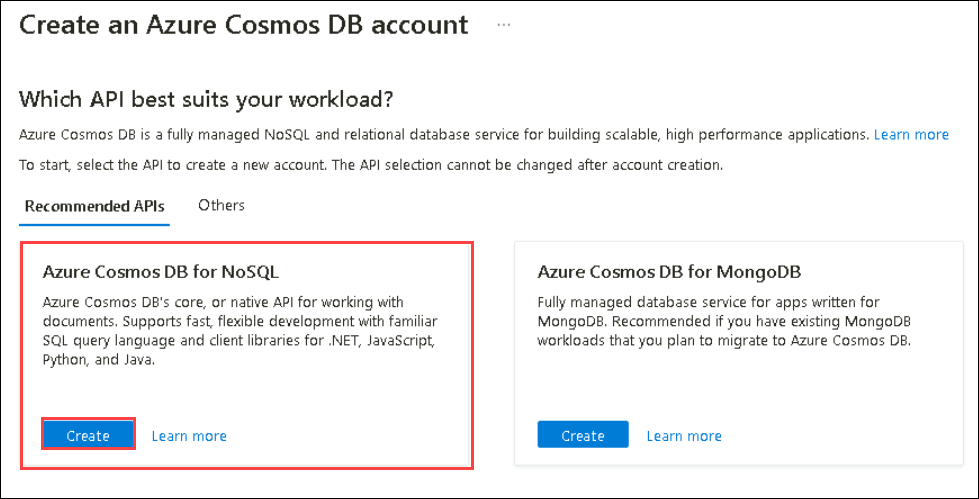 Create an Azure Cosmos DB account ...
Which API best suits your workload?
Azure Cosmos DB is a fully managed NoSQL and relational database service for building scalable, high performance applications. Learn more
To start, select the API to create a new account. The API selection cannot be changed after account creation.
Recommended APIs Others
Azure Cosmos DB for NoSQL
Azure Cosmos DB's core, or native API for working with
documents. Supports fast, flexible development with familiar
SQL query language and client libraries for .NET, JavaScript,
Python, and Java.
Create Learn more
Azure Cosmos DB for MongoDB
Fully managed database service for apps written for
MongoDB. Recommended if you have existing MongoDB
workloads that you plan to migrate to Azure Cosmos DB.
Create Learn more